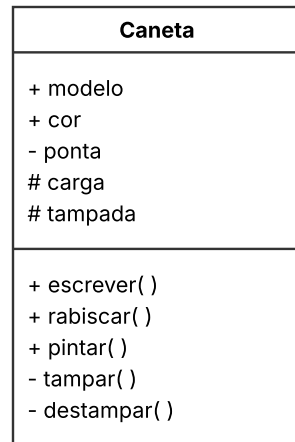 Caneta
+ modelo
+ cor
- ponta
# carga
# tampada
+ escrever( )
+ rabiscar( )
+ pintar( )
- tampar( )
- destampar( )